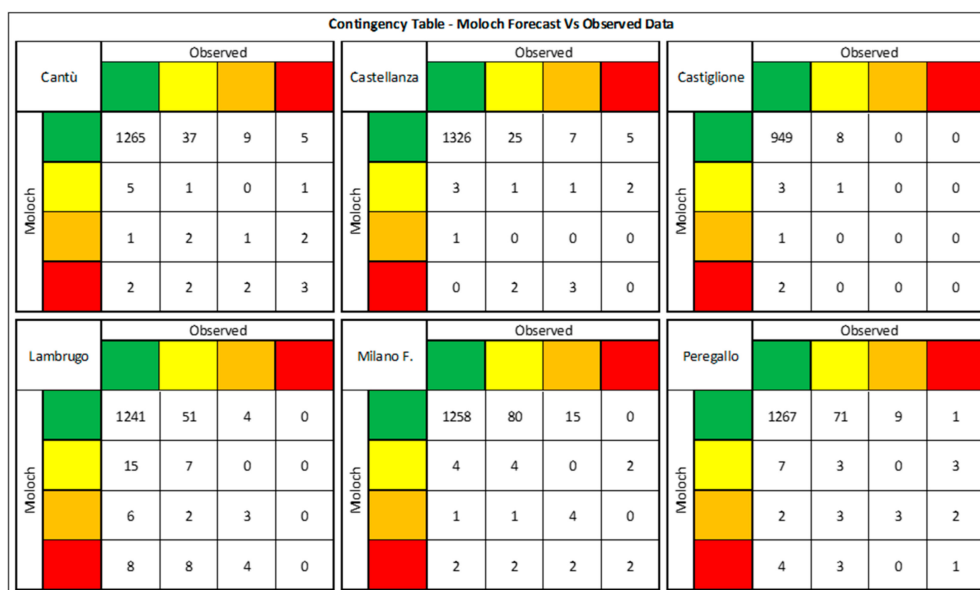 Contingency Table - Moloch Forecast Vs Observed Data
Cantù
Observed
Moloch
1265 37 9 5
5 1 0 1
1 2 1 2
2 2 2 3
Castellanza
Observed
Moloch
1326 25 7 5
3 1 1 2
1 0 0 0
0 2 3 0
Castiglione
Observed
Moloch
949 8 0 0
3 1 0 0
1 0 0 0
2 0 0 0
Lambrugo
Observed
Moloch
1241 51 4 0
15 7 0 0
6 2 3 0
8 8 4 0
Milano F.
Observed
Moloch
1258 80 15 0
4 4 0 2
1 1 4 0
2 2 2 2
Peregallo
Observed
Moloch
1267 71 9 1
7 3 0 3
2 3 3 2
4 3 0 1